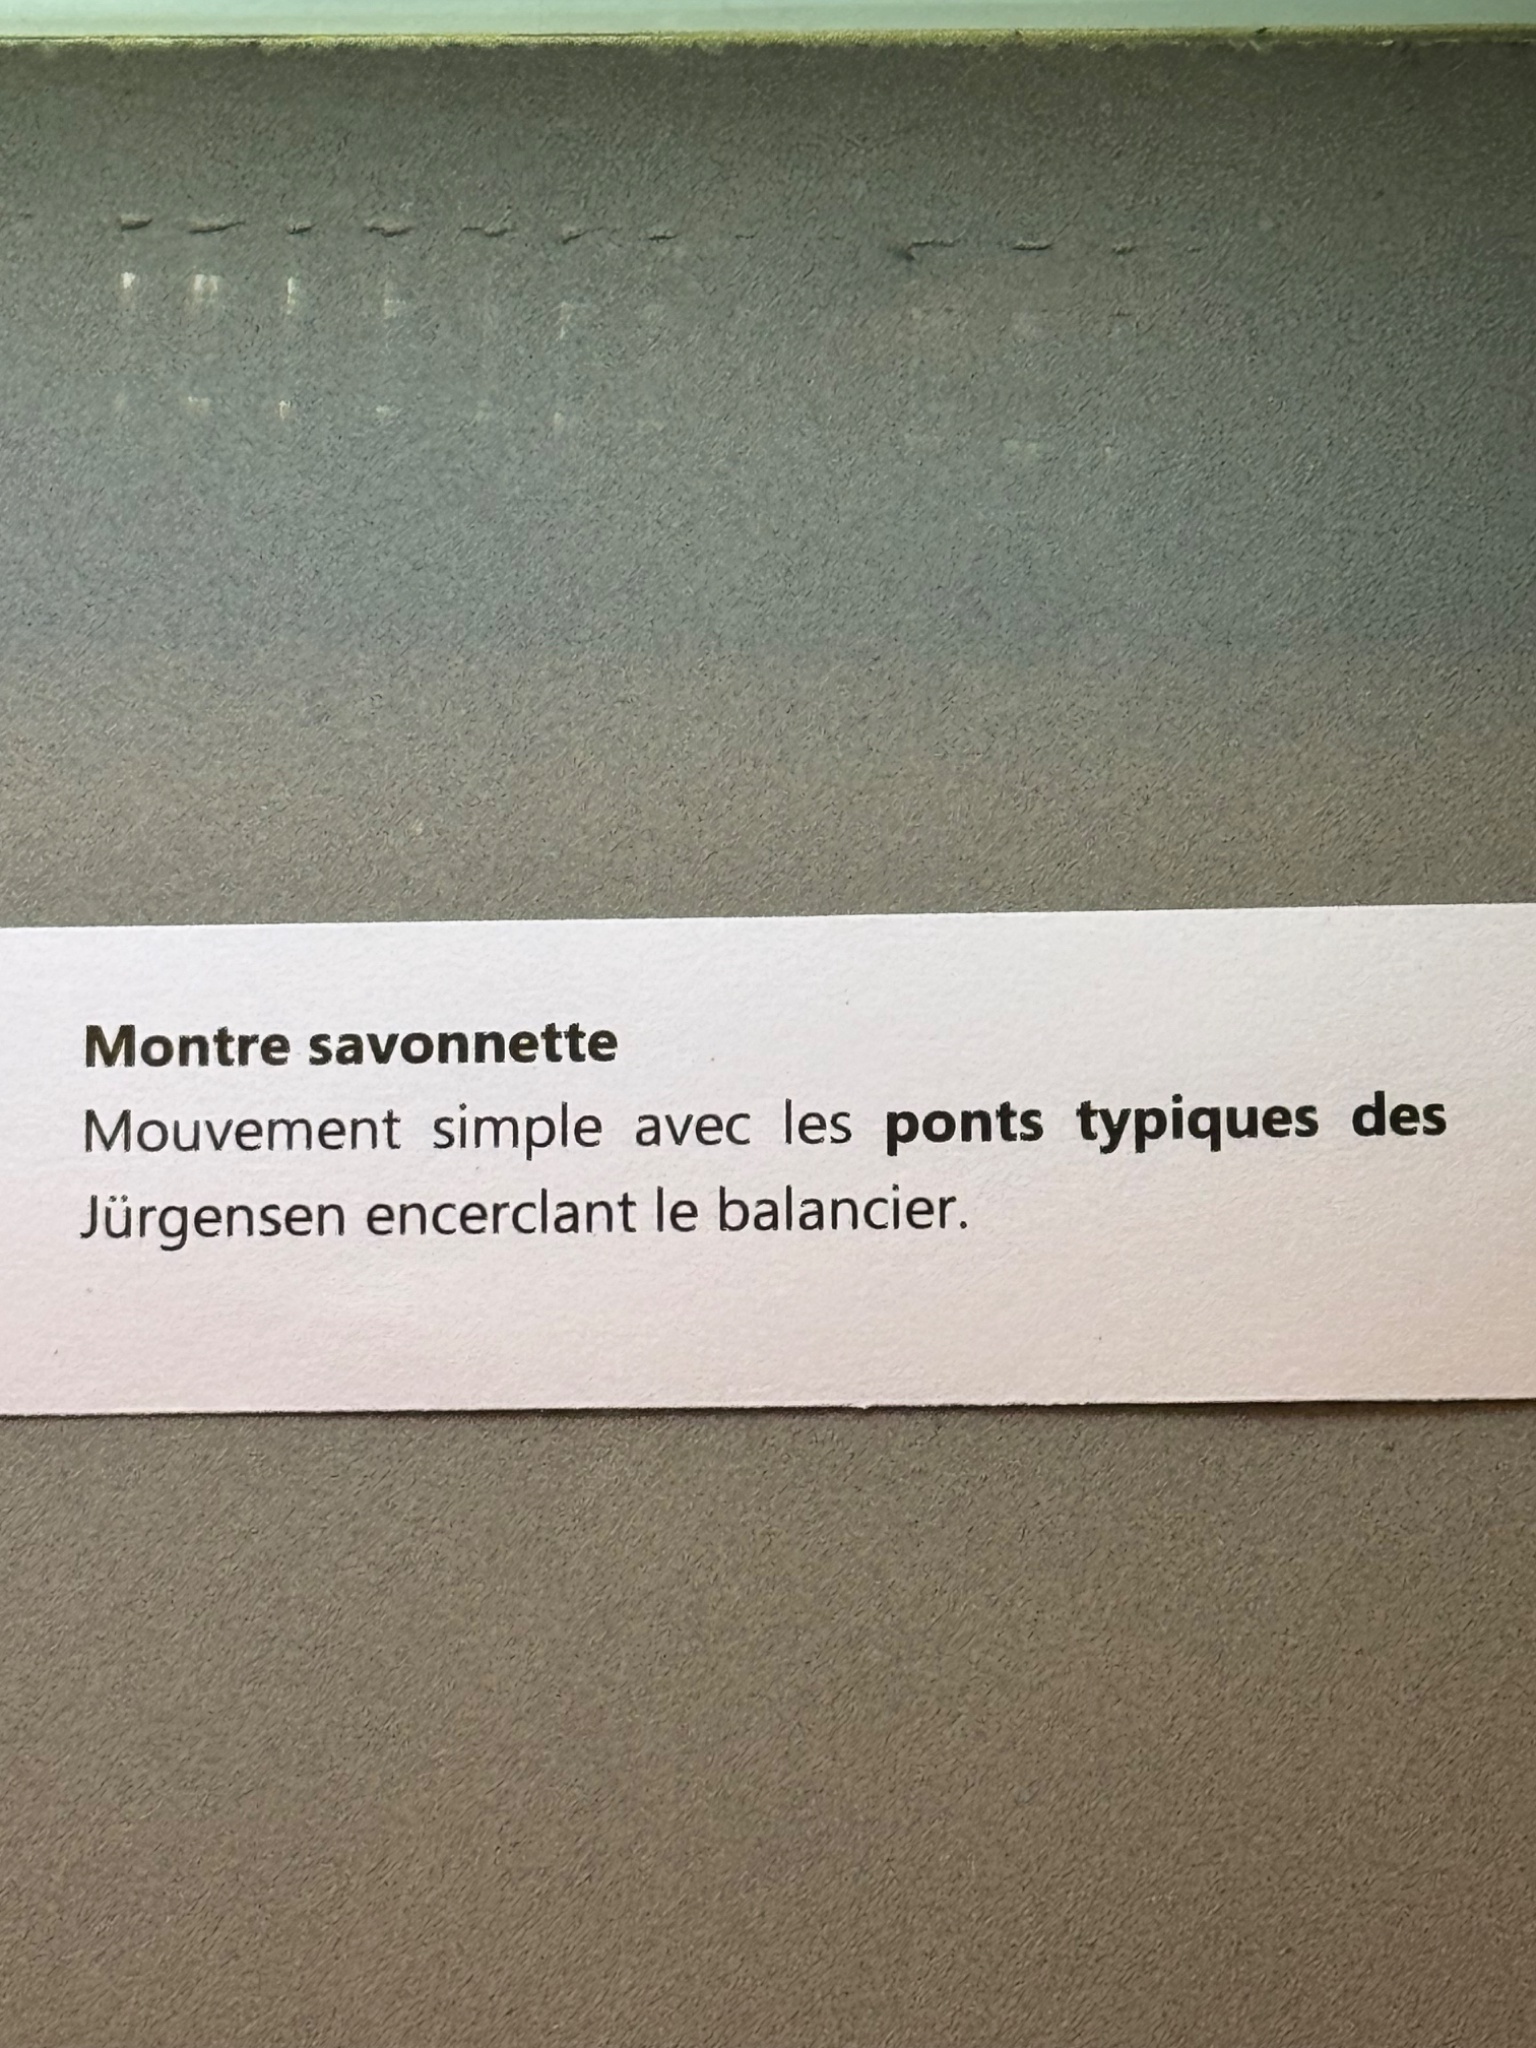 Montre savonnette
Mouvement simple avec les ponts typiques des
Jürgensen encerclant le balancier.